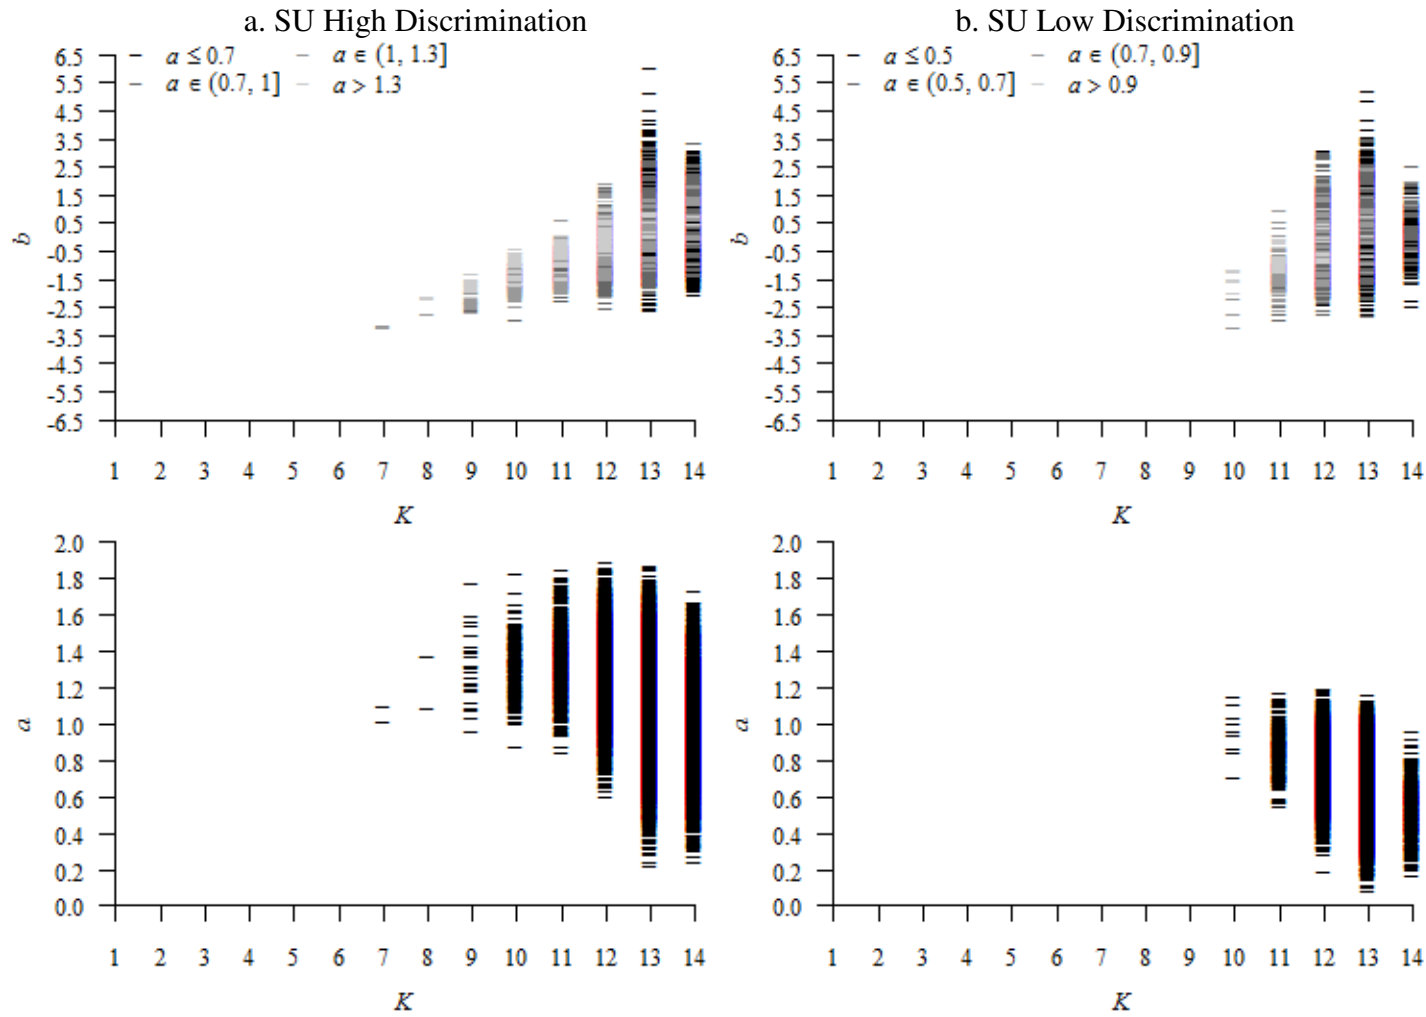 a. SU High Discrimination
b. SU Low Discrimination
a ≤ 0.7
a ∈ (1, 1.3]
a ∈ (0.7, 1]
a > 1.3
a ≤ 0.5
a ∈ (0.7, 0.9]
a ∈ (0.5, 0.7]
a > 0.9
6.5
5.5
4.5
3.5
2.5
1.5
0.5
-0.5
-1.5
-2.5
-3.5
-4.5
-5.5
-6.5
b
1 2 3 4 5 6 7 8 9 10 11 12 13 14
K
6.5
5.5
4.5
3.5
2.5
1.5
0.5
-0.5
-1.5
-2.5
-3.5
-4.5
-5.5
-6.5
b
1 2 3 4 5 6 7 8 9 10 11 12 13 14
K
2.0
1.8
1.6
1.4
1.2
1.0
0.8
0.6
0.4
0.2
0.0
a
1 2 3 4 5 6 7 8 9 10 11 12 13 14
K
2.0
1.8
1.6
1.4
1.2
1.0
0.8
0.6
0.4
0.2
0.0
a
1 2 3 4 5 6 7 8 9 10 11 12 13 14
K